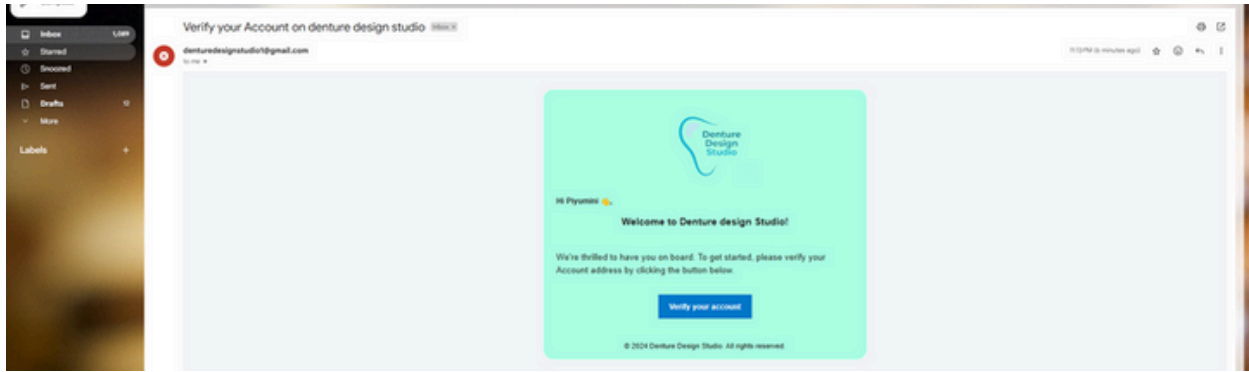 Verify your Account on denture design studio Inbox ×
Inbox 1,089
denturedesignstudio1@gmail.com
to me
Starred
Snoozed
Sent
Drafts
More
Labels +
Denture
Design
Studio
Hi Piyumini 👋,
Welcome to Denture design Studio!
We're thrilled to have you on board. To get started, please verify your
Account address by clicking the button below.
Verify your account
© 2024 Denture Design Studio. All rights reserved.